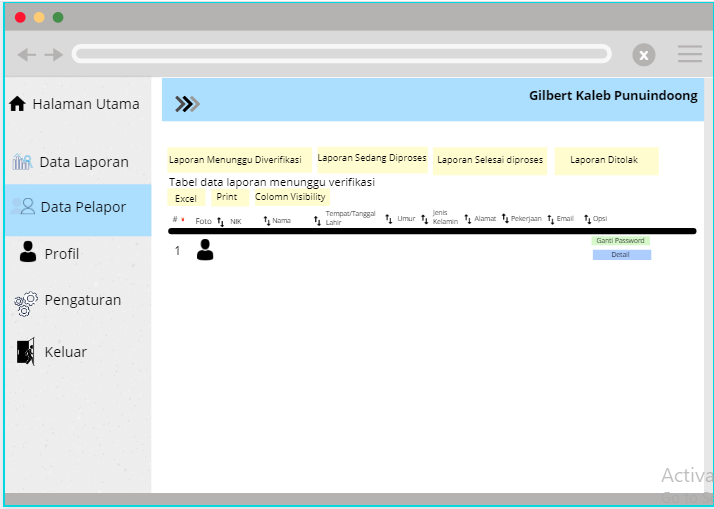 x
Gilbert Kaleb Punuindoong
Halaman Utama
Data Laporan
Data Pelapor
Profil
Pengaturan
Keluar
Laporan Menunggu Diverifikasi
Laporan Sedang Diproses
Laporan Selesai diproses
Laporan Ditolak
Tabel data laporan menunggu verifikasi
Excel
Print
Colomn Visibility
# Foto NIK Nama Tempat/Tanggal Lahir Umur Jenis Kelamin Alamat Pekerjaan Email Opsi
1
Ganti Password
Detail
Activa
Go to S